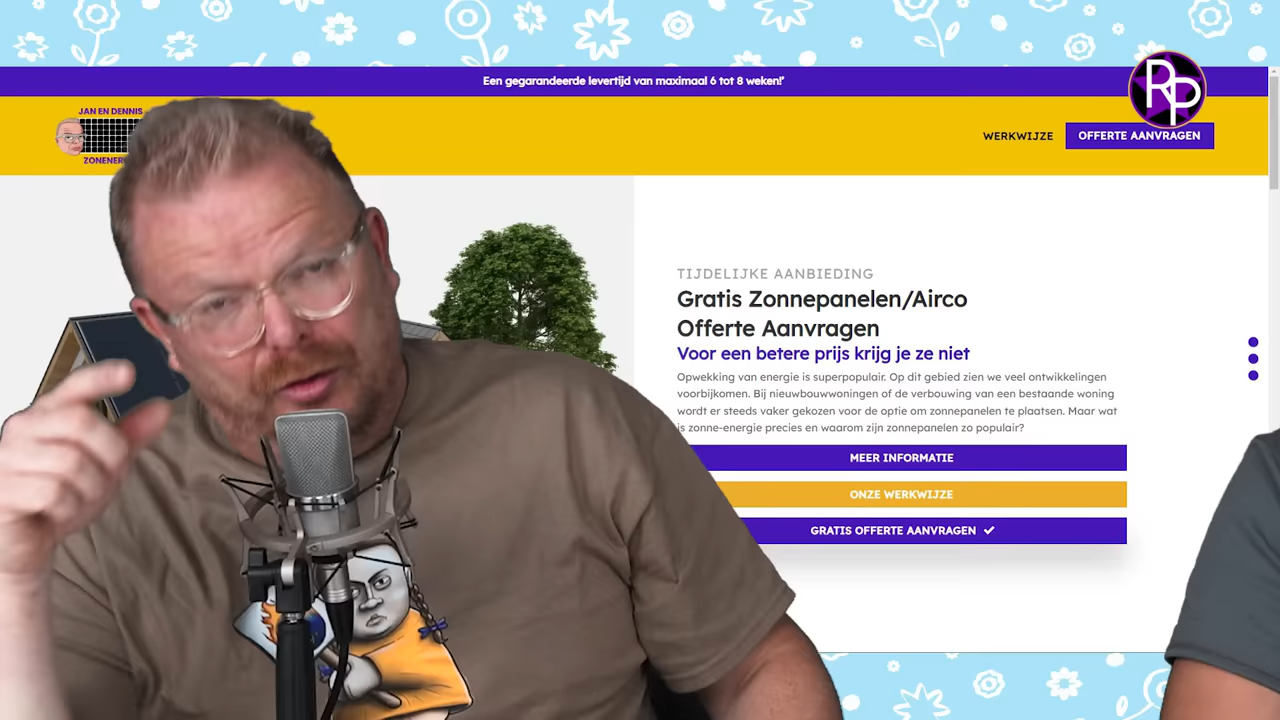 Een gegarandeerde levertijd van maximaal 6 tot 8 weken!*
JAN EN DENNIS
ZONENER
WERKWIJZE
OFFERTE AANVRAGEN
RP
TIJDELIJKE AANBIEDING
Gratis Zonnepanelen/Airco
Offerte Aanvragen
Voor een betere prijs krijg je ze niet
Opwekking van energie is superpopulair. Op dit gebied zien we veel ontwikkelingen
voorbijkomen. Bij nieuwbouwwoningen of de verbouwing van een bestaande woning
wordt er steeds vaker gekozen voor de optie om zonnepanelen te plaatsen. Maar wat
is zonne-energie precies en waarom zijn zonnepanelen zo populair?
MEER INFORMATIE
ONZE WERKWIJZE
GRATIS OFFERTE AANVRAGEN